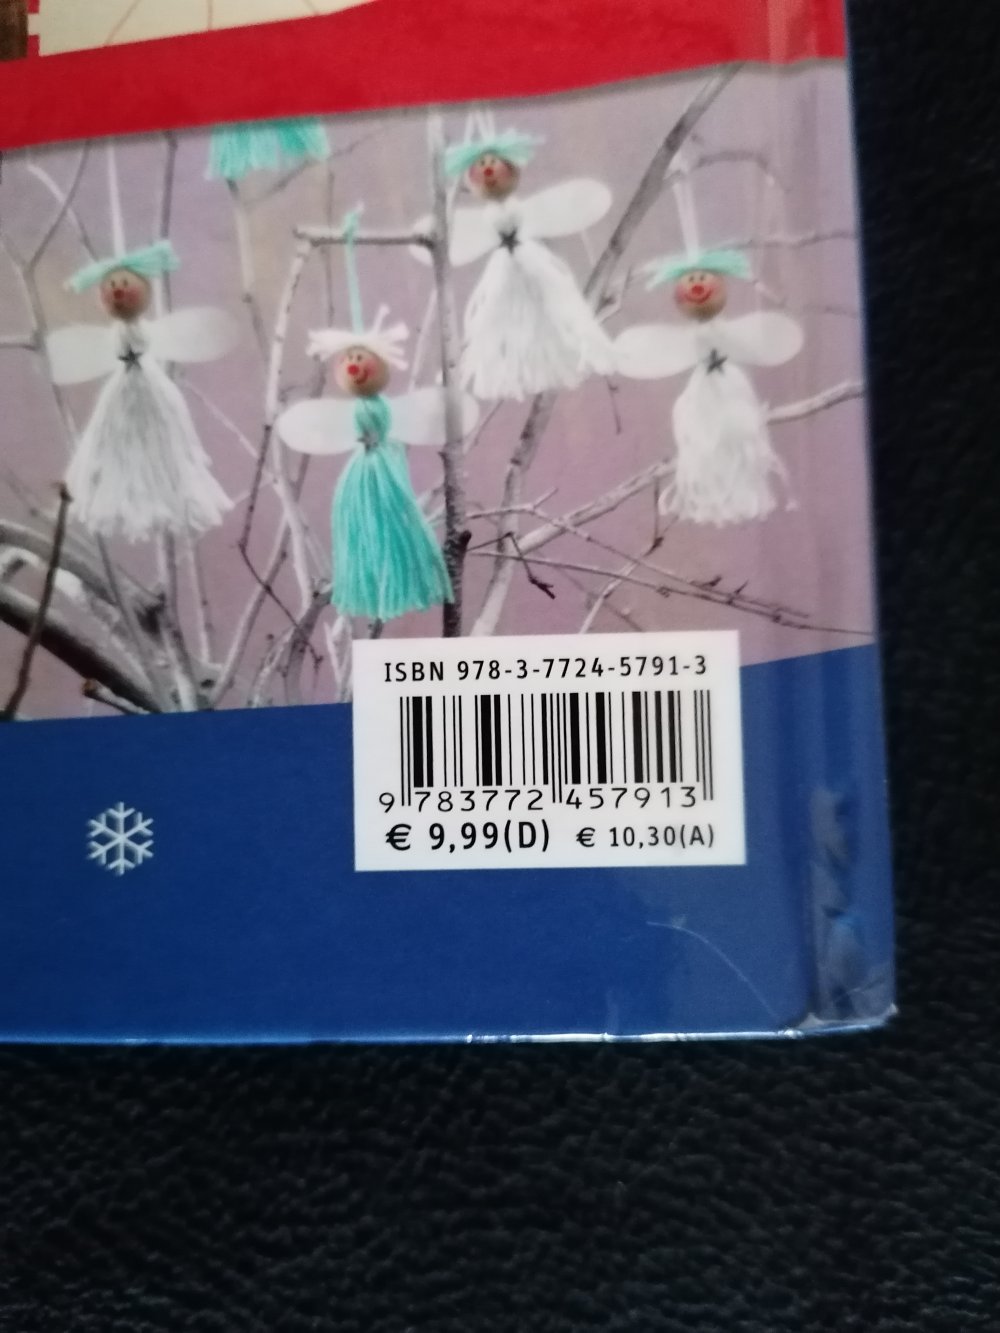 ISBN 978-3-7724-5791-3
9 783772 457913
€ 9,99(D) € 10,30(A)